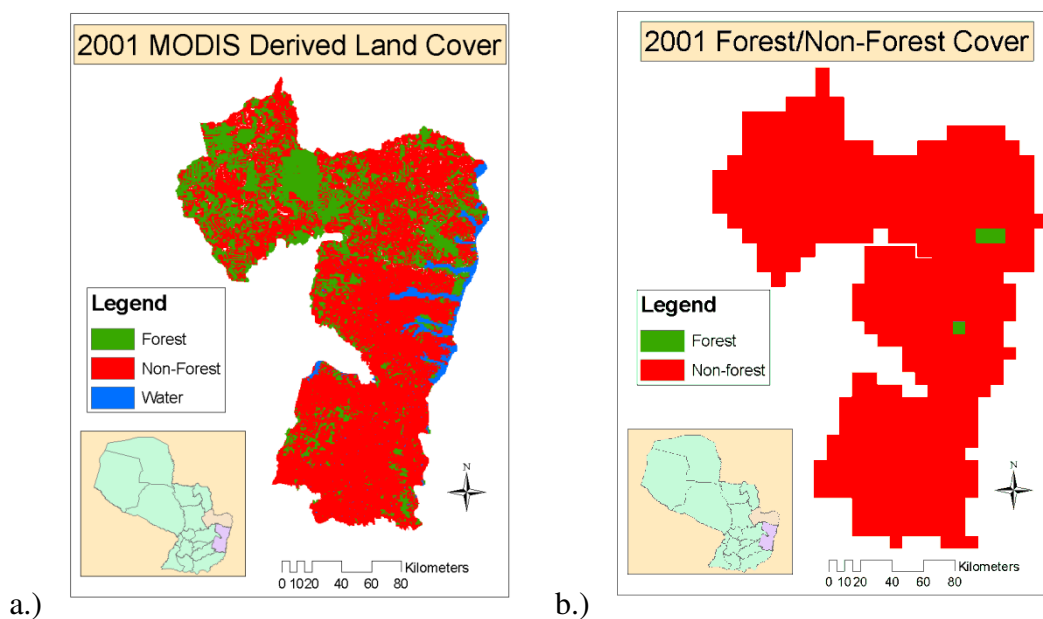 2001 MODIS Derived Land Cover
Legend
Forest
Non-Forest
Water
N
Kilometers
0 10 20 40 60 80
a.)
2001 Forest/Non-Forest Cover
Legend
Forest
Non-forest
N
Kilometers
0 10 20 40 60 80
b.)